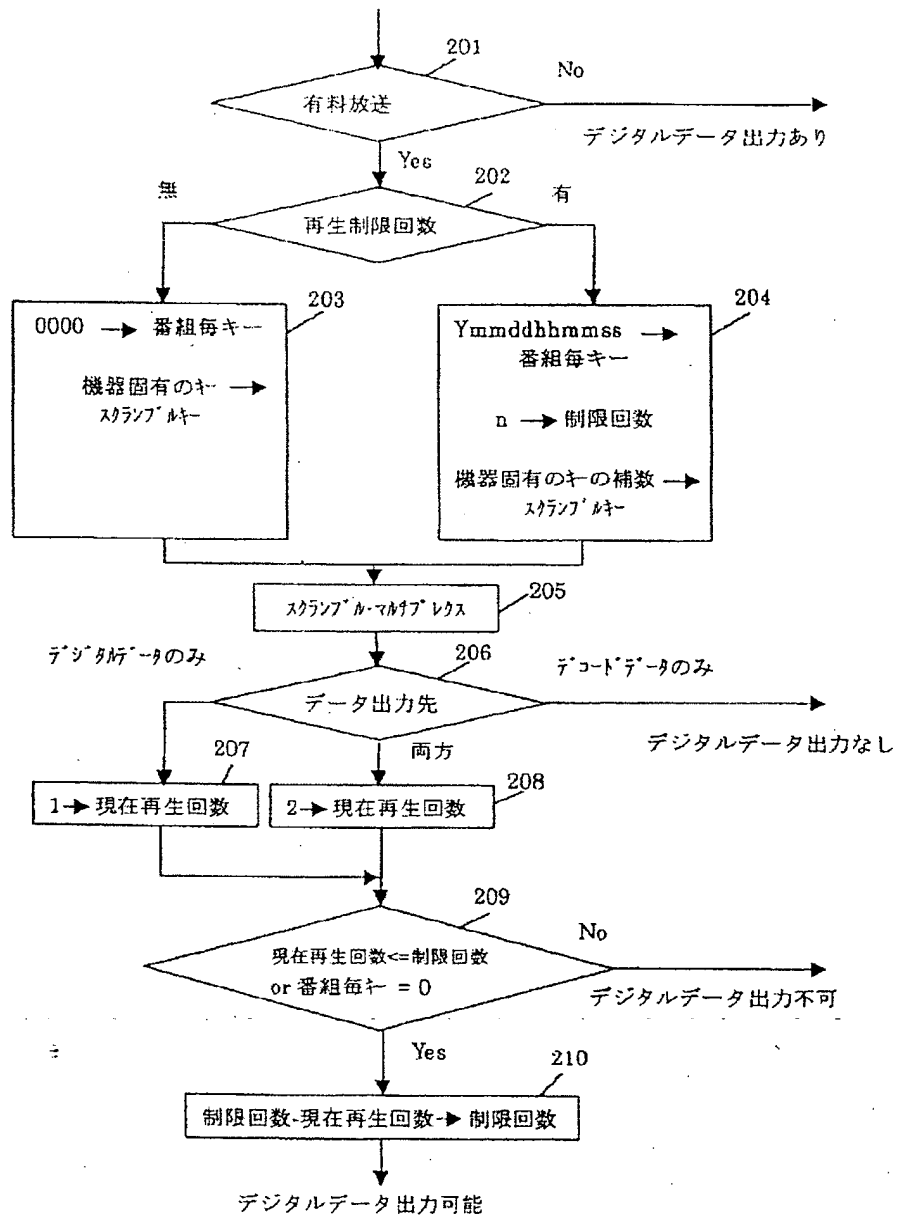 201
No
有料放送
デジタルデータ出力あり
Yes
202
無
有
再生制限回数
203
0000 → 番組毎キー
機器固有のキー →
スクランブルキー
204
Ymmddhhmmss →
番組毎キー
n → 制限回数
機器固有のキーの補数 →
スクランブルキー
スクランブル・マルチプレクス
205
デジタルデータのみ
206
デコードデータのみ
データ出力先
両方
デジタルデータ出力なし
207
1→現在再生回数
208
2→現在再生回数
209
No
現在再生回数<=制限回数
or 番組毎キー = 0
デジタルデータ出力不可
Yes
210
制限回数-現在再生回数→制限回数
デジタルデータ出力可能